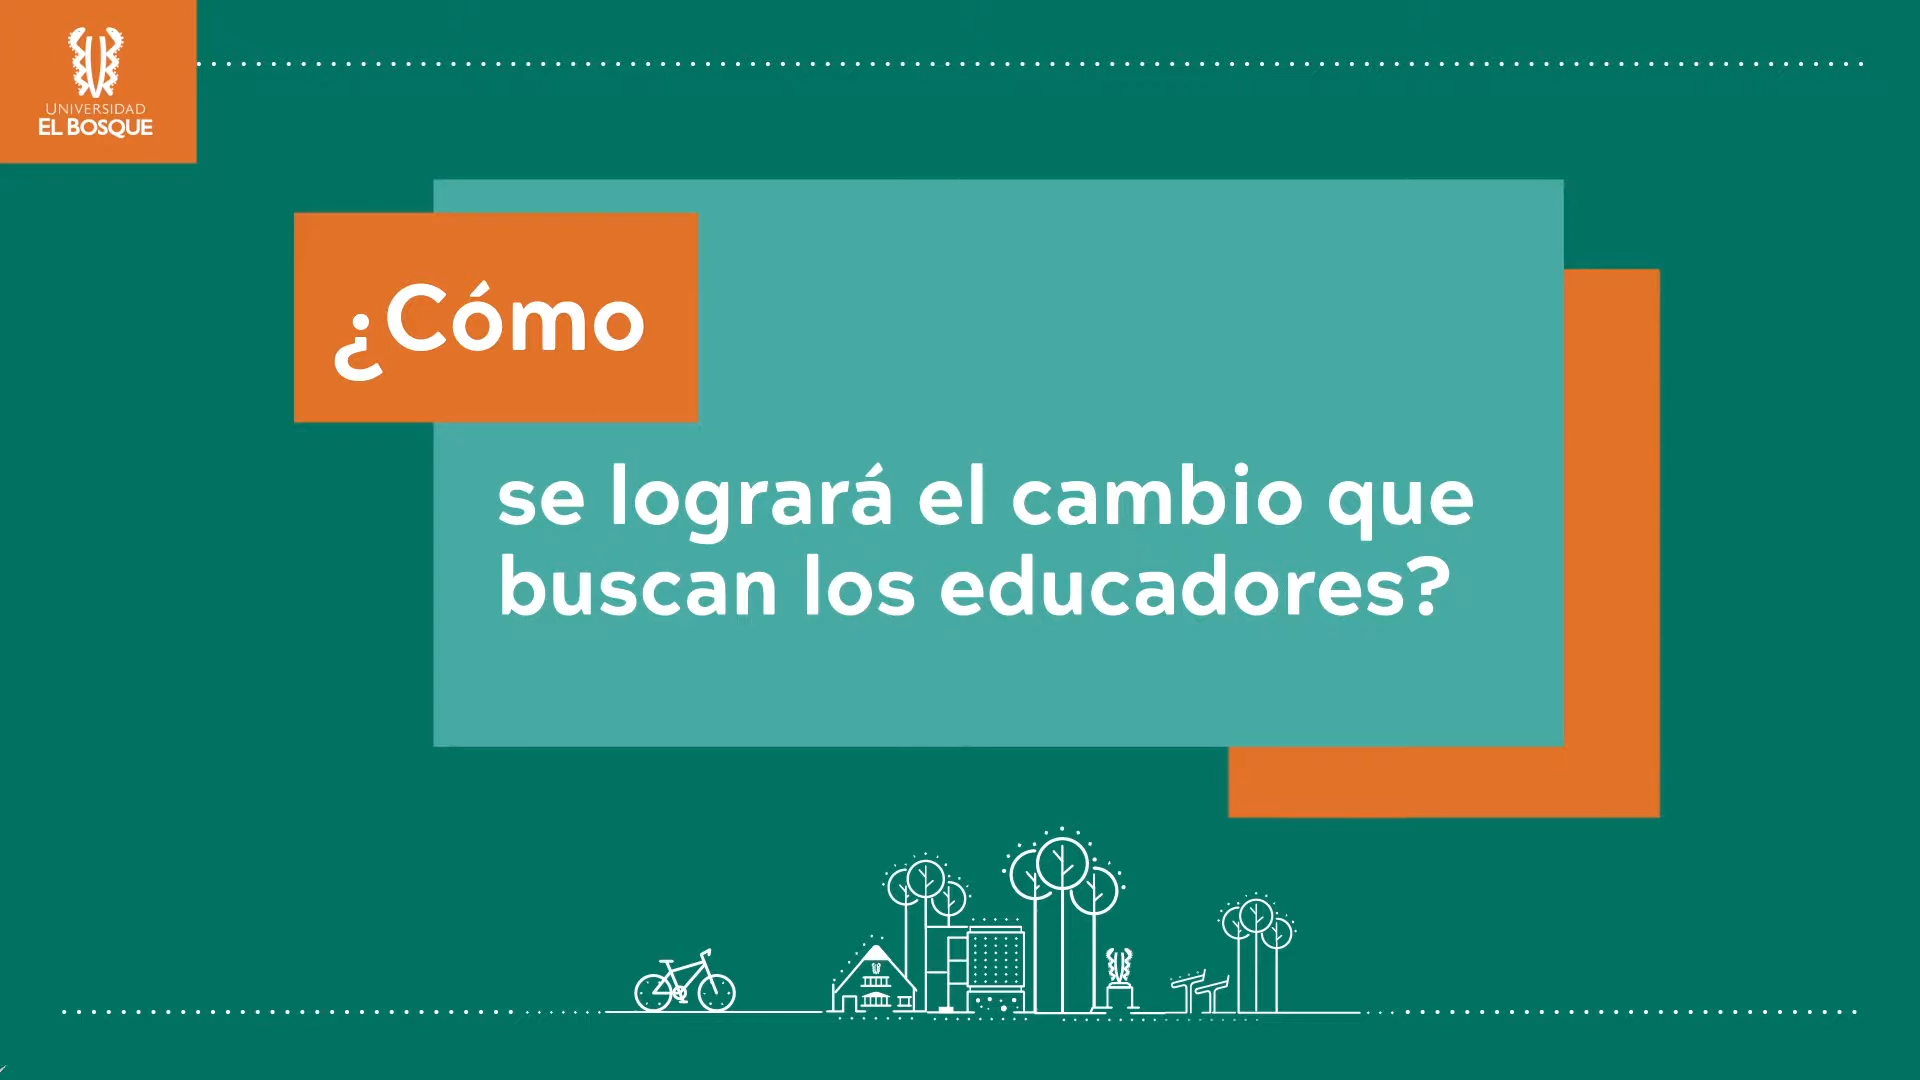 UNIVERSIDAD
EL BOSQUE
¿Cómo
se logrará el cambio que
buscan los educadores?